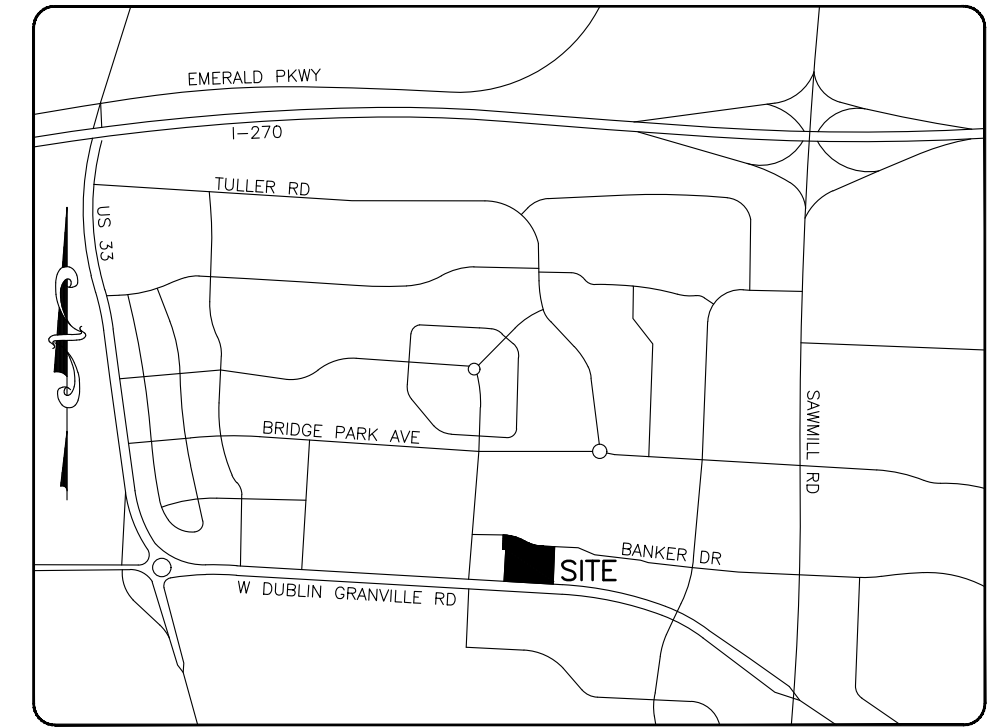 EMERALD PKWY
I-270
TULLER RD
US 33
SAWMILL RD
BRIDGE PARK AVE
BANKER DR
SITE
W DUBLIN GRANVILLE RD